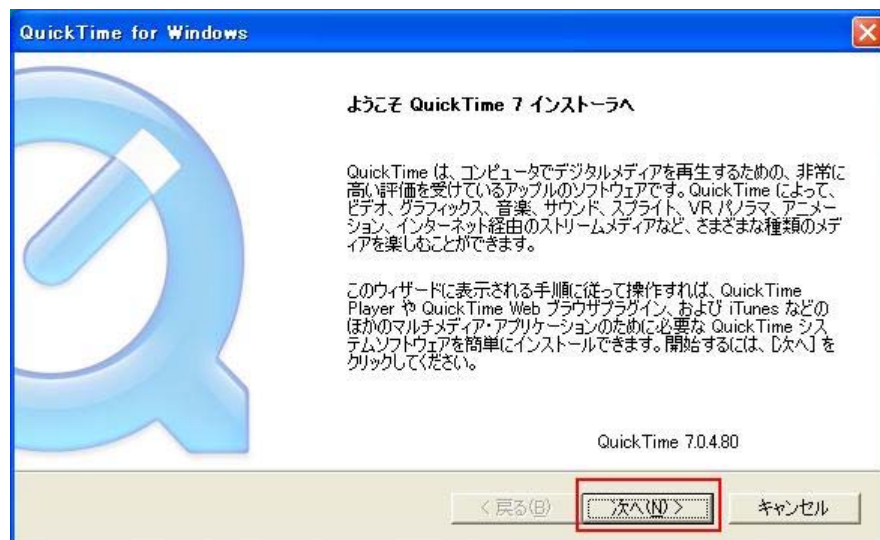 QuickTime for Windows
ようこそ QuickTime 7 インストーラへ
QuickTime は、コンピュータでデジタルメディアを再生するための、非常に
高い評価を受けているアップルのソフトウェアです。QuickTime によって、
ビデオ、グラフィックス、音楽、サウンド、スプライト、VR パノラマ、アニメー
ション、インターネット経由のストリームメディアなど、さまざまな種類のメデ
ィアを楽しむことができます。
このウィザードに表示される手順に従って操作すれば、QuickTime
Player や QuickTime Web ブラウザプラグイン、および iTunes などの
ほかのマルチメディア・アプリケーションのために必要な QuickTime シス
テムソフトウェアを簡単にインストールできます。開始するには、[次へ] を
クリックしてください。
QuickTime 7.0.4.80
< 戻る(B)
次へ(N) >
キャンセル